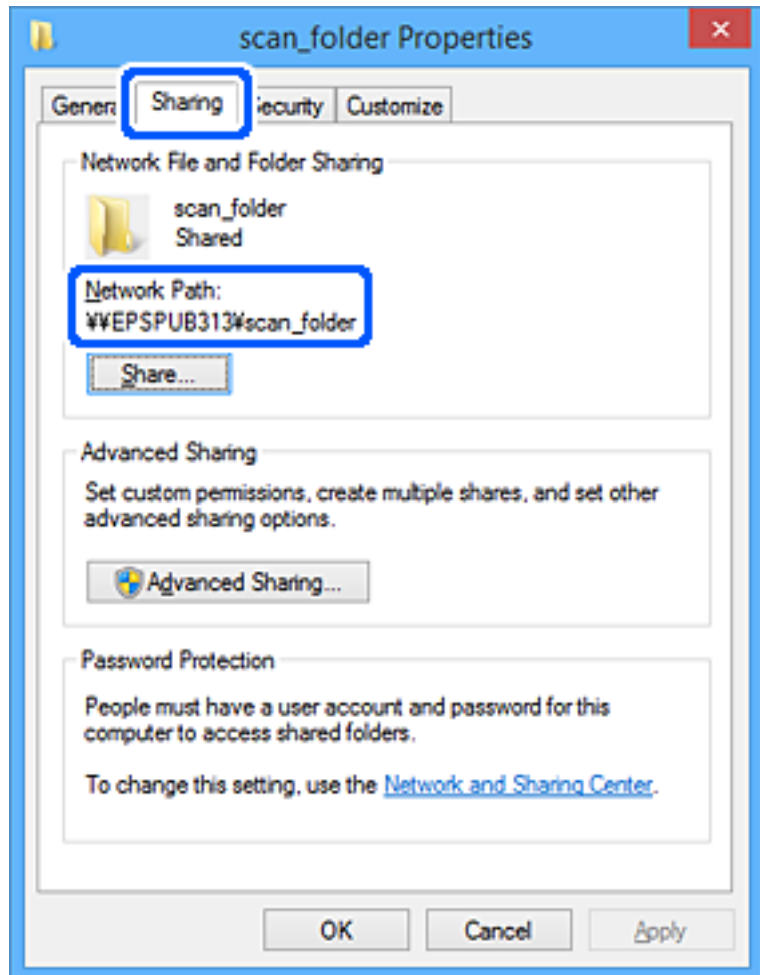 scan_folder Properties
Sharing
Customize
Network File and Folder Sharing
scan_folder
Shared
Network Path:
¥¥EPSPUB313¥scan_folder
Share...
Advanced Sharing
Set custom permissions, create multiple shares, and set other
advanced sharing options.
Advanced Sharing...
Password Protection
People must have a user account and password for this
computer to access shared folders.
To change this setting, use the Network and Sharing Center.
OK Cancel Apply